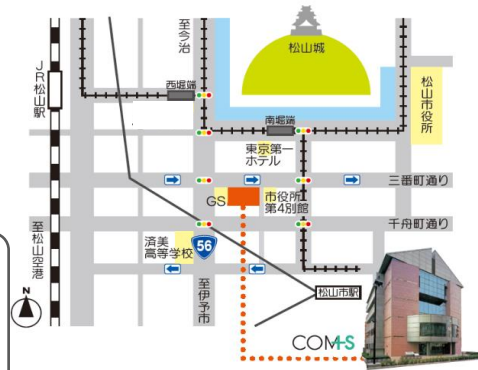 至今治
松山城
JR松山駅
西堀端
南堀端
松山市役所
東京第一
ホテル
三番町通り
GS
市役所
第4別館
千舟町通り
済美
高等学校
56
至松山空港
N
至伊予市
松山市駅
COMS